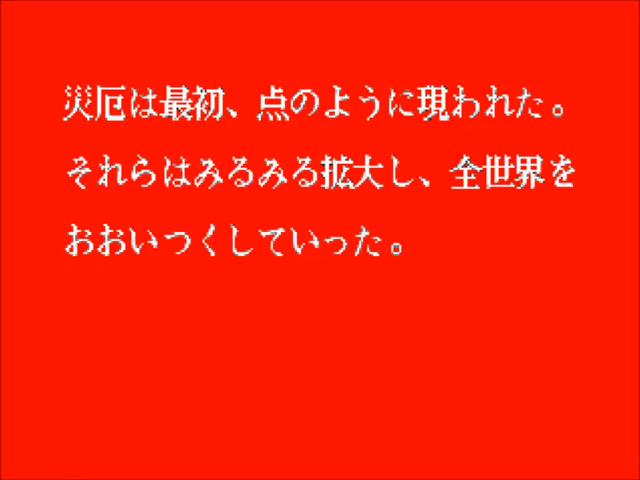 災厄は最初、点のように現われた。
それらはみるみる拡大し、全世界を
おおいつくしていった。